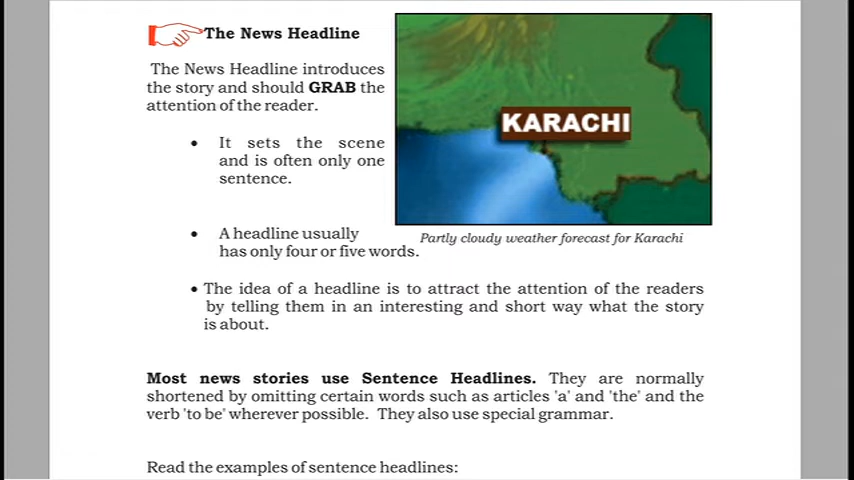 The News Headline
The News Headline introduces
the story and should GRAB the
attention of the reader.
• It sets the scene
and is often only one
sentence.
KARACHI
Partly cloudy weather forecast for Karachi
• A headline usually
has only four or five words.
• The idea of a headline is to attract the attention of the readers
by telling them in an interesting and short way what the story
is about.
Most news stories use Sentence Headlines. They are normally
shortened by omitting certain words such as articles 'a' and 'the' and the
verb 'to be' wherever possible. They also use special grammar.
Read the examples of sentence headlines: